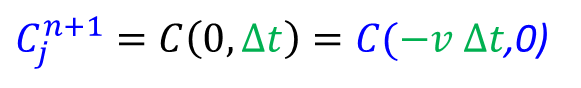 C_j^{n+1} = C(0, Δt) = C(−v Δt,0)